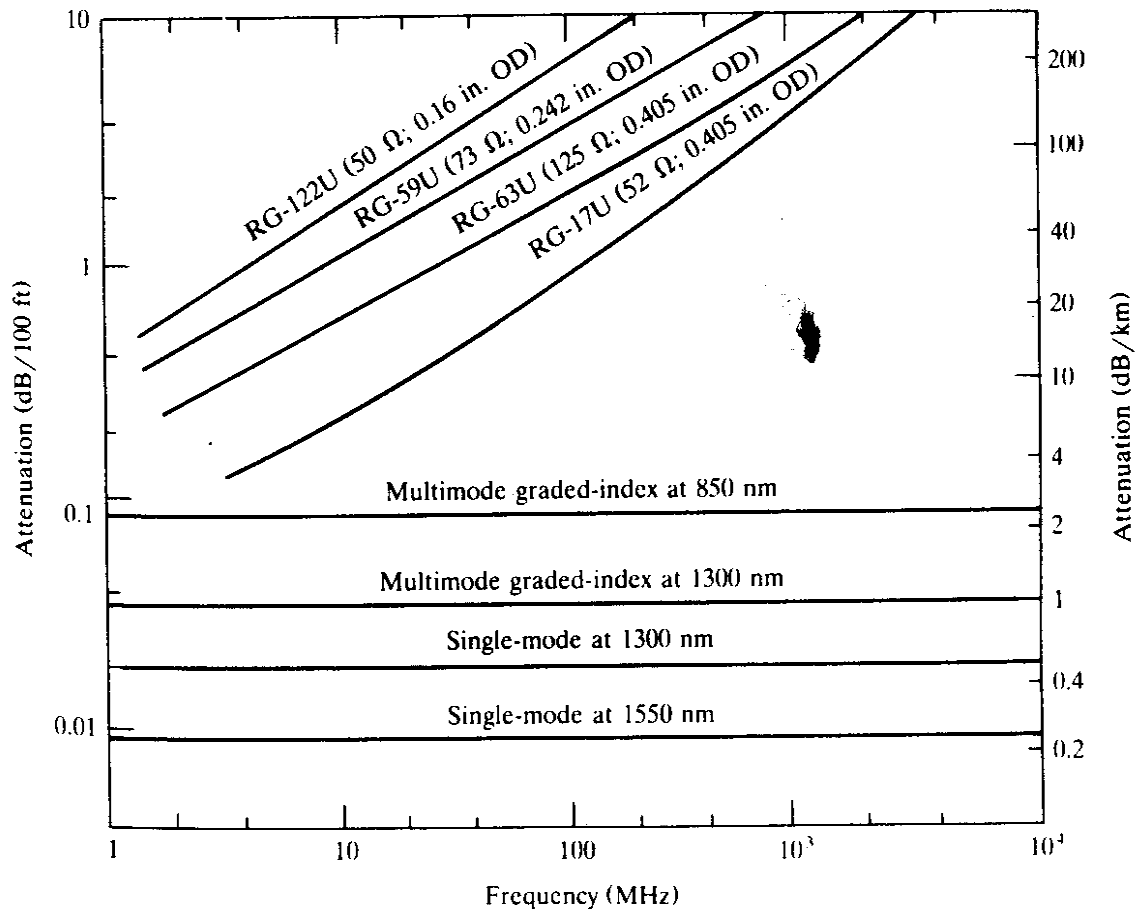 10
1
0.1
0.01
Attenuation (dB/100 ft)
RG-122U (50 Ω; 0.16 in. OD)
RG-59U (73 Ω; 0.242 in. OD)
RG-63U (125 Ω; 0.405 in. OD)
RG-17U (52 Ω; 0.405 in. OD)
Multimode graded-index at 850 nm
Multimode graded-index at 1300 nm
Single-mode at 1300 nm
Single-mode at 1550 nm
200
100
40
20
10
4
2
1
0.4
0.2
Attenuation (dB/km)
1 10 100 10³ 10⁴
Frequency (MHz)